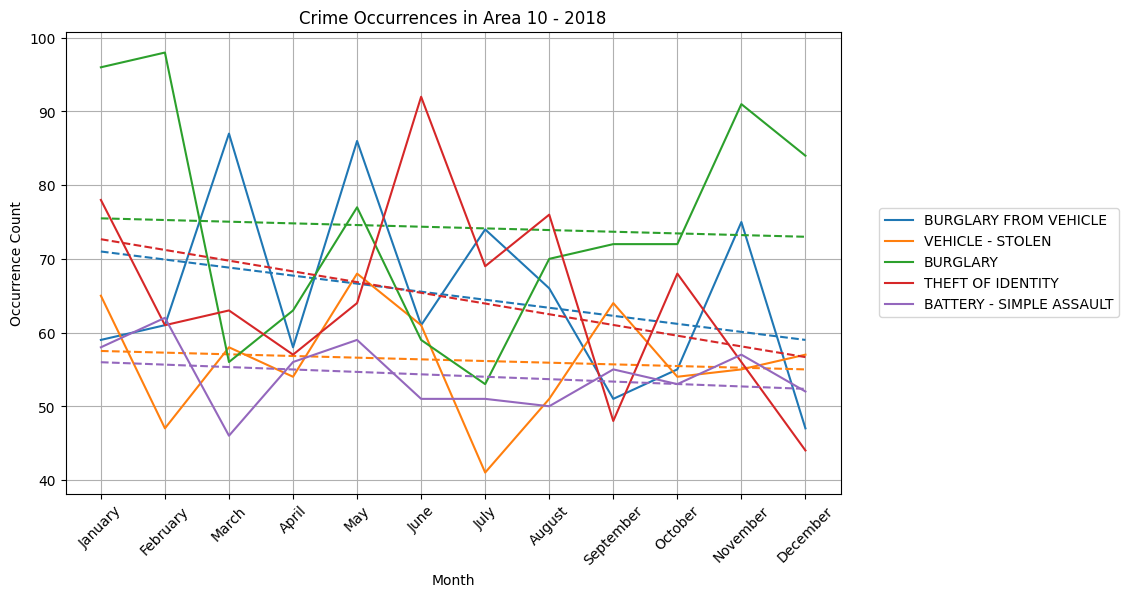 Crime Occurrences in Area 10 - 2018
Occurrence Count
100
90
80
70
60
50
40
January
February
March
April
May
June
July
August
September
October
November
December
Month
BURGLARY FROM VEHICLE
VEHICLE - STOLEN
BURGLARY
THEFT OF IDENTITY
BATTERY - SIMPLE ASSAULT